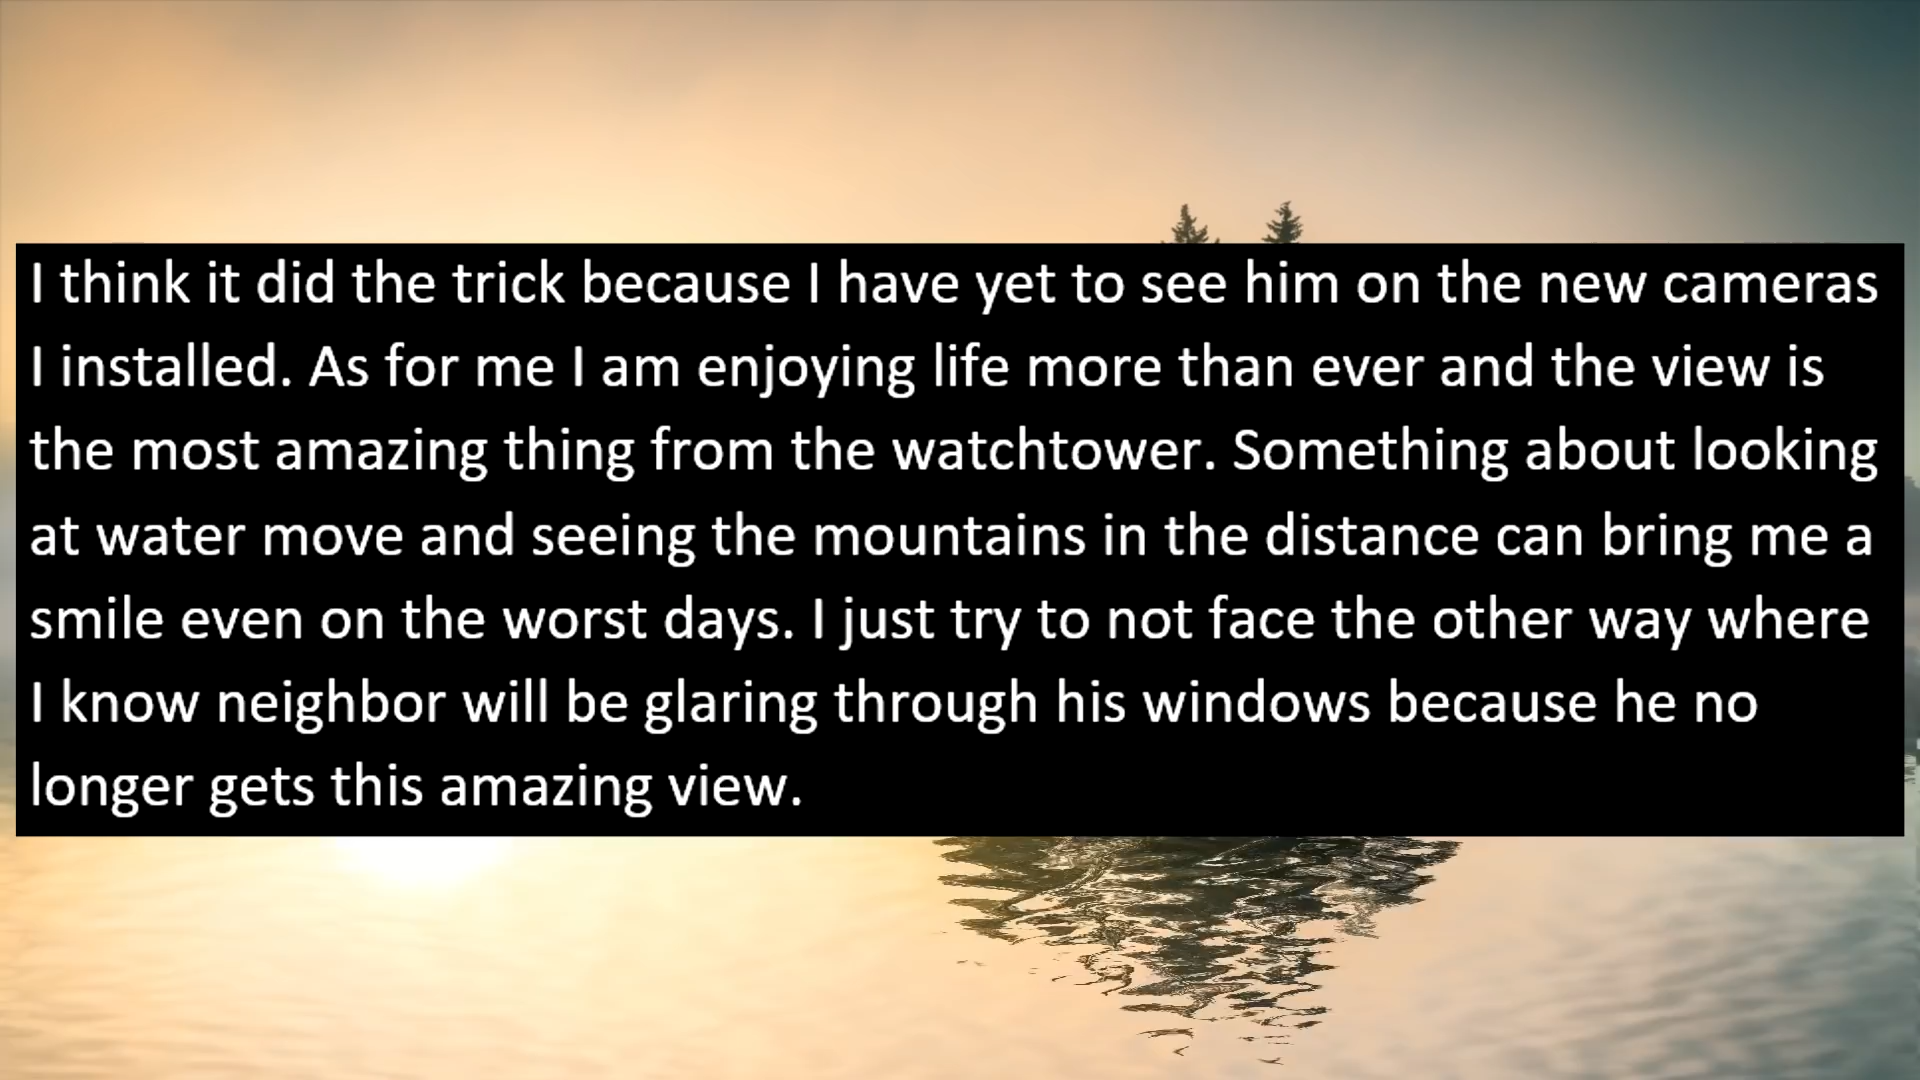 I think it did the trick because I have yet to see him on the new cameras
I installed. As for me I am enjoying life more than ever and the view is
the most amazing thing from the watchtower. Something about looking
at water move and seeing the mountains in the distance can bring me a
smile even on the worst days. I just try to not face the other way where
I know neighbor will be glaring through his windows because he no
longer gets this amazing view.